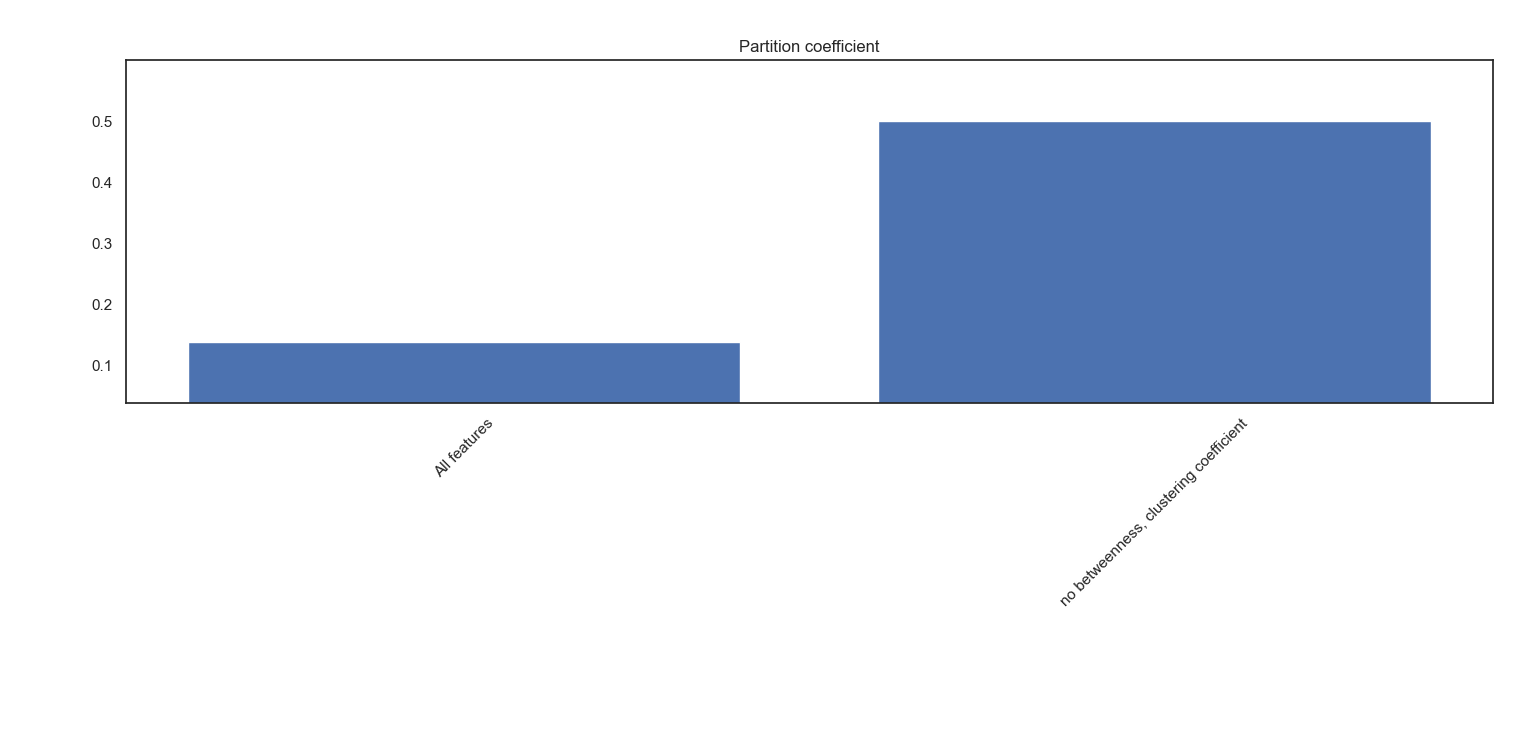 Partition coefficient
0.5
0.4
0.3
0.2
0.1
All features
no betweenness, clustering coefficient